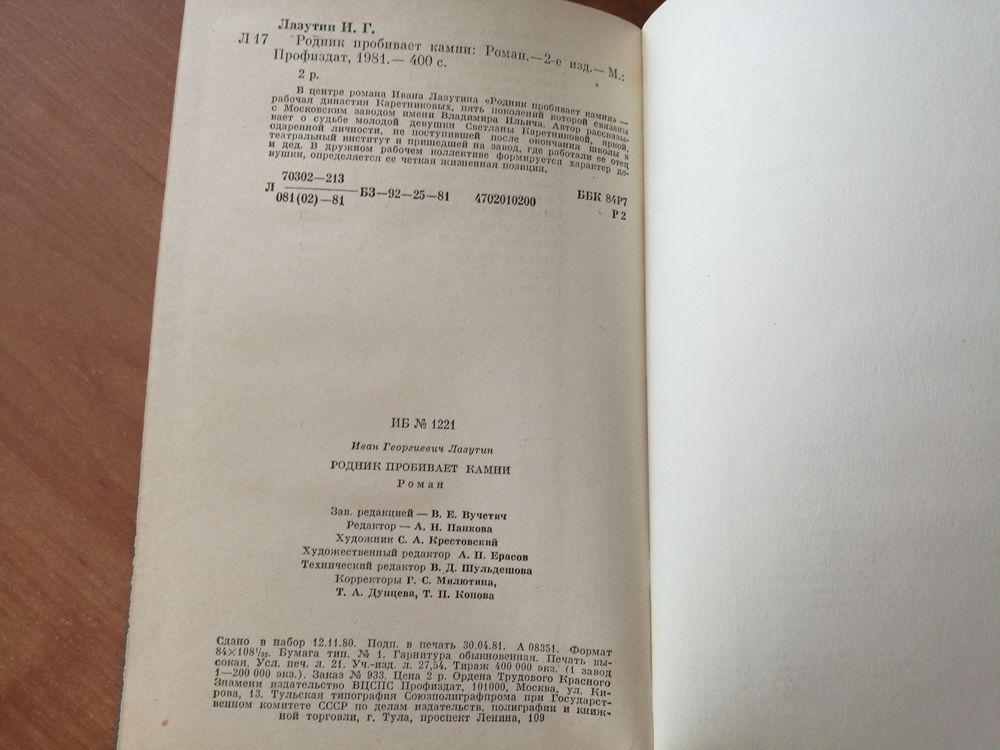 Лазутин И. Г.
Л 17 Родник пробивает камни: Роман.—2-е изд.— М.:
Профиздат, 1981.— 400 с.
2 р.
В центре романа Ивана Лазутина «Родник пробивает камни» —
рабочая династия Каретниковых, пять поколений которой связаны
с Московским заводом имени Владимира Ильича. Автор рассказы-
вает о судьбе молодой девушки Светланы Каретниковой, яркой,
одаренной личности, не поступившей после окончания школы в
театральный институт и пришедшей на завод, где работали ее отец
и дед. В дружном рабочем коллективе формируется характер де-
вушки, определяется ее четкая жизненная позиция.
Л 70302—213
081(02)—81 —БЗ—92—25—81 4702010200 ББК 84Р7
Р 2
ИБ № 1221
Иван Георгиевич Лазутин
РОДНИК ПРОБИВАЕТ КАМНИ
Роман
Зав. редакцией — В. Е. Вучетич
Редактор — А. Н. Панкова
Художник С. А. Крестовский
Художественный редактор А. П. Ерасов
Технический редактор В. Д. Шульдешова
Корректоры Г. С. Милютина,
Т. А. Дунцева, Т. П. Конова
Сдано в набор 12.11.80. Подп. в печать 30.04.81. А 08351. Формат
84×108¹/₃₂. Бумага тип. № 1. Гарнитура обыкновенная. Печать вы-
сокая. Усл. печ. л. 21. Уч.-изд. л. 27,54. Тираж 400 000 экз. (1 завод
1—200 000 экз.). Заказ № 933. Цена 2 р. Ордена Трудового Красного
Знамени издательство ВЦСПС Профиздат, 101000, Москва, ул. Ки-
рова, 13. Тульская типография Союзполиграфпрома при Государст-
венном комитете СССР по делам издательств, полиграфии и книж-
ной торговли, г. Тула, проспект Ленина, 109